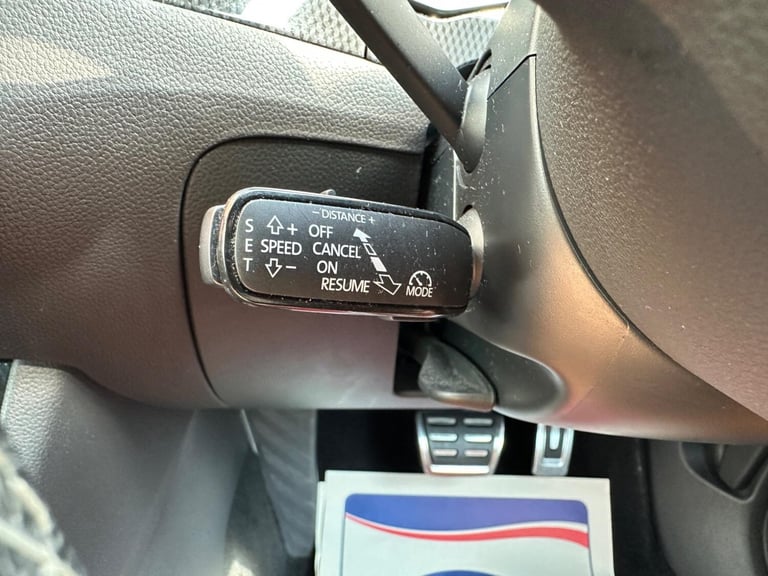 − DISTANCE +
S + OFF
E SPEED CANCEL
T − ON
RESUME MODE